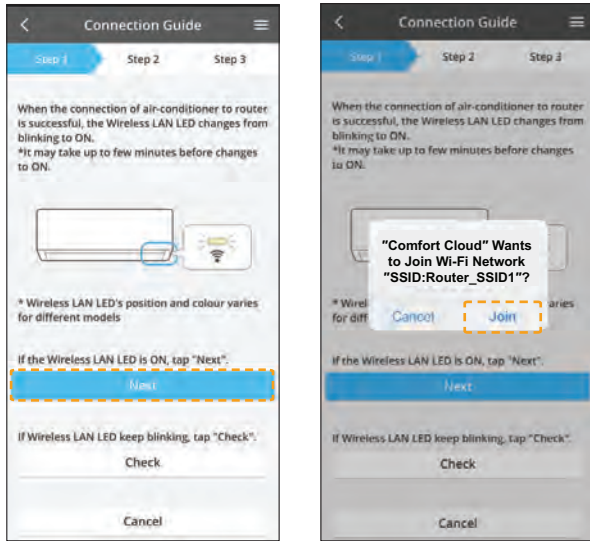 Connection Guide
Step 1 Step 2 Step 3
When the connection of air-conditioner to router
is successful, the Wireless LAN LED changes from
blinking to ON.
*It may take up to few minutes before changes
to ON.
* Wireless LAN LED's position and colour varies
for different models
If the Wireless LAN LED is ON, tap "Next".
Next
If Wireless LAN LED keep blinking, tap "Check".
Check
Cancel
Connection Guide
Step 1 Step 2 Step 3
When the connection of air-conditioner to router
is successful, the Wireless LAN LED changes from
blinking to ON.
*It may take up to few minutes before changes
to ON.
"Comfort Cloud" Wants
to Join Wi-Fi Network
"SSID:Router_SSID1"?
Cancel Join
* Wirel aries
for diff
If the Wireless LAN LED is ON, tap "Next".
Next
If Wireless LAN LED keep blinking, tap "Check".
Check
Cancel